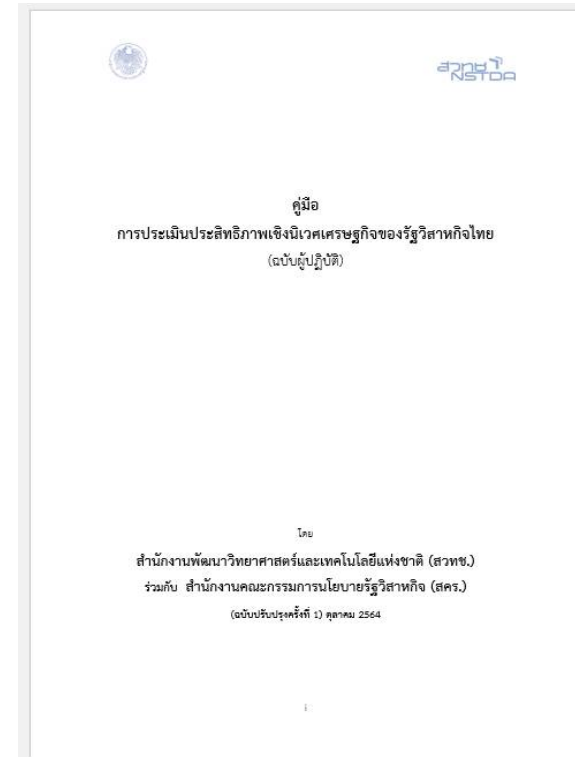 สวทช
NSTDA
คู่มือ
การประเมินประสิทธิภาพเชิงนิเวศเศรษฐกิจของรัฐวิสาหกิจไทย
(ฉบับผู้ปฏิบัติ)
โดย
สำนักงานพัฒนาวิทยาศาสตร์และเทคโนโลยีแห่งชาติ (สวทช.)
ร่วมกับ สำนักงานคณะกรรมการนโยบายรัฐวิสาหกิจ (สคร.)
(ฉบับปรับปรุงครั้งที่ 1) ตุลาคม 2564
i